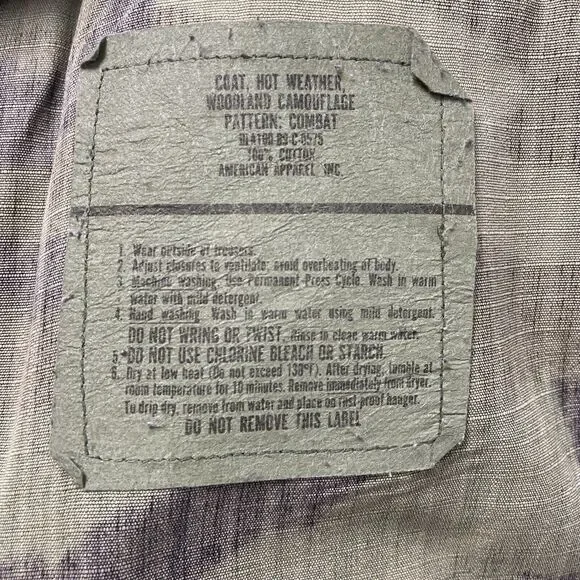 COAT, HOT WEATHER,
WOODLAND CAMOUFLAGE
PATTERN: COMBAT
DLA100-89-C-0575
100% COTTON
AMERICAN APPAREL INC.
1. Wear outside of trousers.
2. Adjust closures to ventilate; avoid overheating of body.
3. Machine washing. Use Permanent Press Cycle. Wash in warm
water with mild detergent.
4. Hand washing. Wash in warm water using mild detergent.
DO NOT WRING OR TWIST. Rinse in clean warm water.
5. DO NOT USE CHLORINE BLEACH OR STARCH.
6. Dry at low heat (Do not exceed 130°F). After drying, tumble at
room temperature for 10 minutes. Remove immediately from dryer.
To drip dry, remove from water and place on rust-proof hanger.
DO NOT REMOVE THIS LABEL